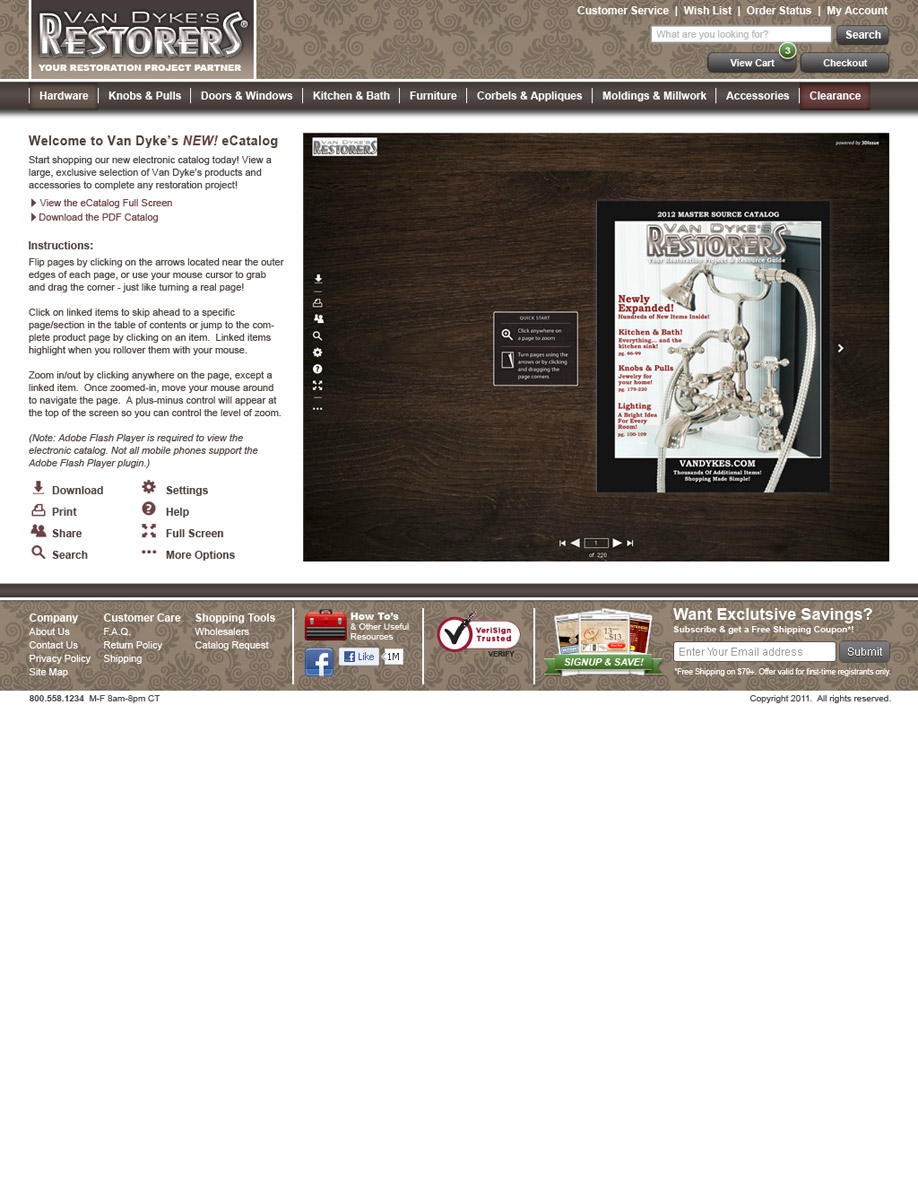 VAN DYKE'S
RESTORERS®
YOUR RESTORATION PROJECT PARTNER
Customer Service | Wish List | Order Status | My Account
What are you looking for?
Search
3
View Cart
Checkout
Hardware
Knobs & Pulls
Doors & Windows
Kitchen & Bath
Furniture
Corbels & Appliques
Moldings & Millwork
Accessories
Clearance
Welcome to Van Dyke's NEW! eCatalog
Start shopping our new electronic catalog today! View a
large, exclusive selection of Van Dyke's products and
accessories to complete any restoration project!
View the eCatalog Full Screen
Download the PDF Catalog
Instructions:
Flip pages by clicking on the arrows located near the outer
edges of each page, or use your mouse cursor to grab
and drag the corner - just like turning a real page!
Click on linked items to skip ahead to a specific
page/section in the table of contents or jump to the com-
plete product page by clicking on an item. Linked items
highlight when you rollover them with your mouse.
Zoom in/out by clicking anywhere on the page, except a
linked item. Once zoomed-in, move your mouse around
to navigate the page. A plus-minus control will appear at
the top of the screen so you can control the level of zoom.
(Note: Adobe Flash Player is required to view the
electronic catalog. Not all mobile phones support the
Adobe Flash Player plugin.)
Download
Settings
Print
Help
Share
Full Screen
Search
More Options
VAN DYKE'S
RESTORERS
powered by 3DIssue
QUICK START
Click anywhere on
a page to zoom
Turn pages using the
arrows or by clicking
and dragging the
page corners
2012 MASTER SOURCE CATALOG
VAN DYKE'S
RESTORERS
Your Restoration Project & Resource Guide
Newly
Expanded!
Hundreds of New Items Inside!
Kitchen & Bath!
Everything... and the
kitchen sink!
pg. 66-99
Knobs & Pulls
Jewelry for
your home!
pg. 179-220
Lighting
A Bright Idea
For Every
Room!
pg. 100-109
VANDYKES.COM
Thousands Of Additional Items!
Shopping Made Simple!
1
of 220
Company
About Us
Contact Us
Privacy Policy
Site Map
Customer Care
F.A.Q.
Return Policy
Shipping
Shopping Tools
Wholesalers
Catalog Request
How To's
& Other Useful
Resources
f
Like
1M
VeriSign
Trusted
VERIFY
SIGNUP & SAVE!
Want Exclutsive Savings?
Subscribe & get a Free Shipping Coupon*!
Enter Your Email address
Submit
*Free Shipping on $79+. Offer valid for first-time registrants only.
800.558.1234 M-F 8am-8pm CT
Copyright 2011. All rights reserved.